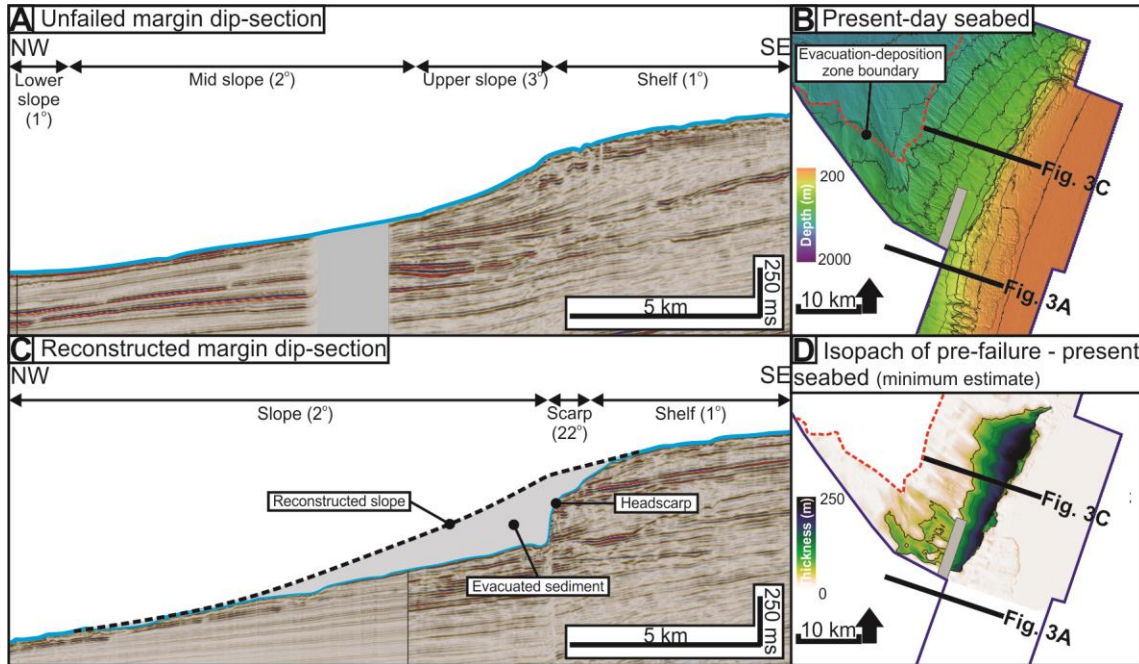 A Unfailed margin dip-section
NW
SE
Lower
slope
(1°)
Mid slope (2°)
Upper slope (3°)
Shelf (1°)
5 km
250 ms
B Present-day seabed
Evacuation-deposition
zone boundary
Fig. 3C
200
Depth (m)
2000
Fig. 3A
10 km
C Reconstructed margin dip-section
NW
SE
Slope (2°)
Scarp
(22°)
Shelf (1°)
Reconstructed slope
Headscarp
Evacuated sediment
5 km
250 ms
D Isopach of pre-failure - present
seabed (minimum estimate)
250
Thickness (m)
0
Fig. 3C
Fig. 3A
10 km